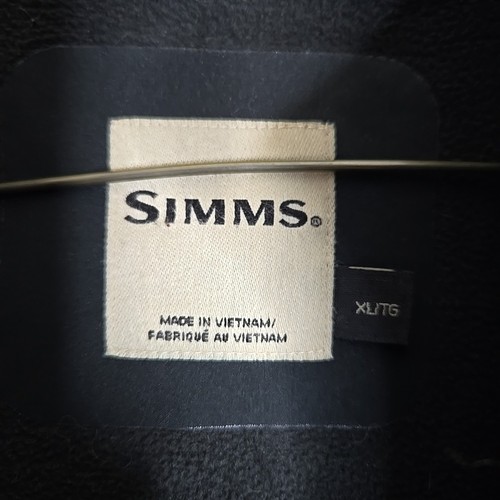 SIMMS®
MADE IN VIETNAM/
FABRIQUÉ AU VIETNAM
XL/TG